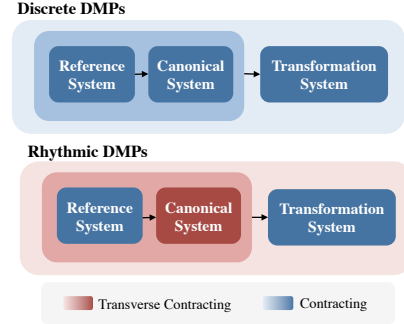 Discrete DMPs
Reference System
Canonical System
Transformation System
Rhythmic DMPs
Reference System
Canonical System
Transformation System
Transverse Contracting
Contracting